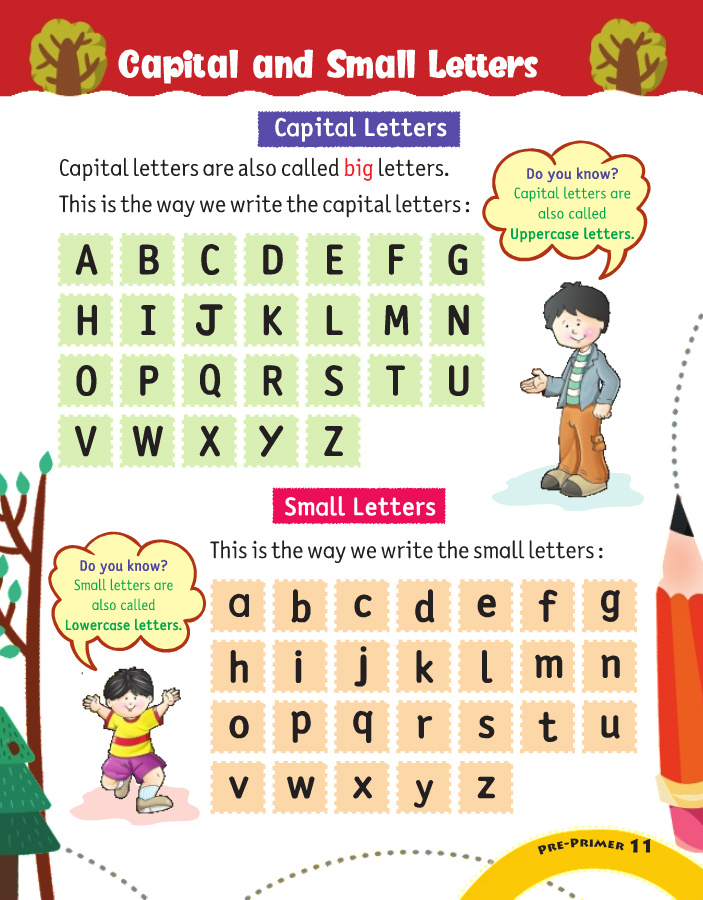 Capital and Small Letters
Capital Letters
Capital letters are also called big letters.
This is the way we write the capital letters :
Do you know?
Capital letters are
also called
Uppercase letters.
A B C D E F G
H I J K L M N
O P Q R S T U
V W X Y Z
Small Letters
This is the way we write the small letters :
Do you know?
Small letters are
also called
Lowercase letters.
a b c d e f g
h i j k l m n
o p q r s t u
v w x y z
PRE-PRIMER 11